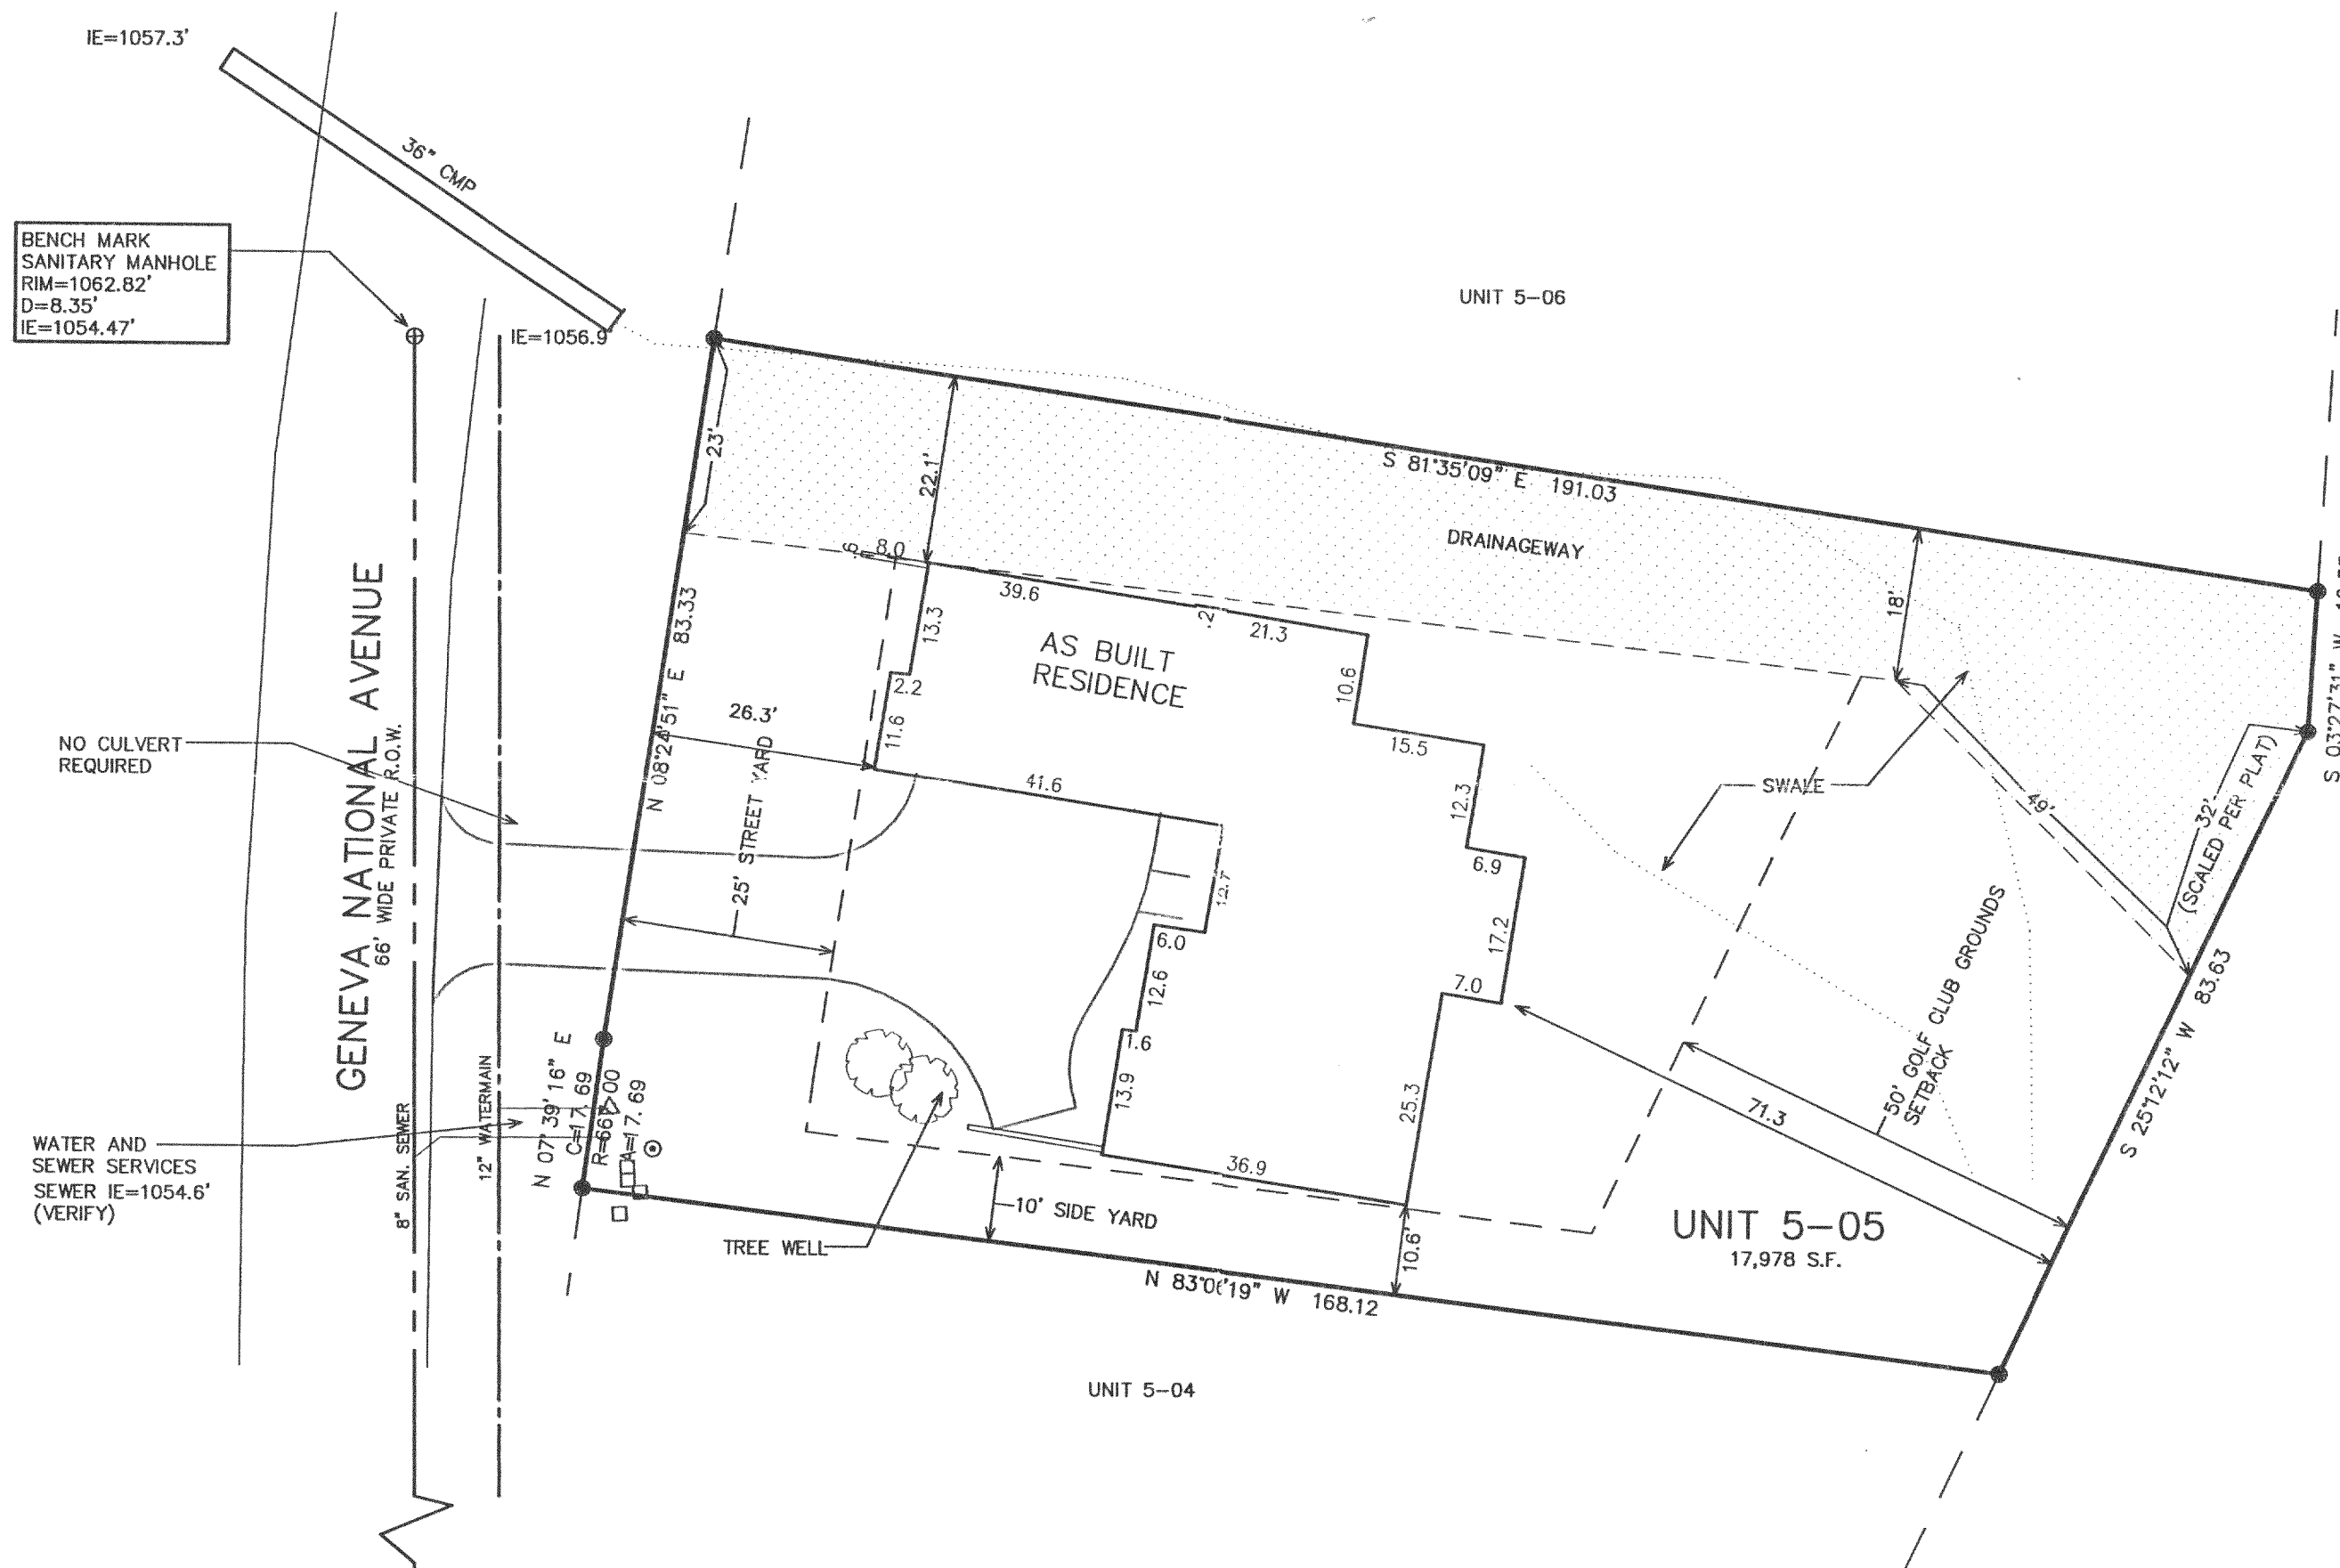 IE=1057.3'
36" CMP
BENCH MARK
SANITARY MANHOLE
RIM=1062.82'
D=8.35'
IE=1054.47'
IE=1056.9
UNIT 5-06
23'
22.1'
S 81°35'09" E 191.03
DRAINAGEWAY
18'
S 03°27'31" W
.6
8.0
39.6
.2
21.3
13.3
2.2
11.6
AS BUILT
RESIDENCE
10.6
15.5
12.3
6.9
17.2
7.0
25.3
41.6
12.7
6.0
12.6
1.6
13.9
36.9
N 08°24'51" E 83.33
26.3'
25' STREET YARD
GENEVA NATIONAL AVENUE
66' WIDE PRIVATE R.O.W.
NO CULVERT
REQUIRED
SWALE
49'
32'
(SCALED PER PLAT)
50' GOLF CLUB GROUNDS
SETBACK
71.3
S 25°12'12" W 83.63
N 07°39'16" E
C=17.69
A=17.69
8" SAN. SEWER
12" WATERMAIN
WATER AND
SEWER SERVICES
SEWER IE=1054.6'
(VERIFY)
TREE WELL
10' SIDE YARD
10.6'
N 83°06'19" W 168.12
UNIT 5-05
17,978 S.F.
UNIT 5-04